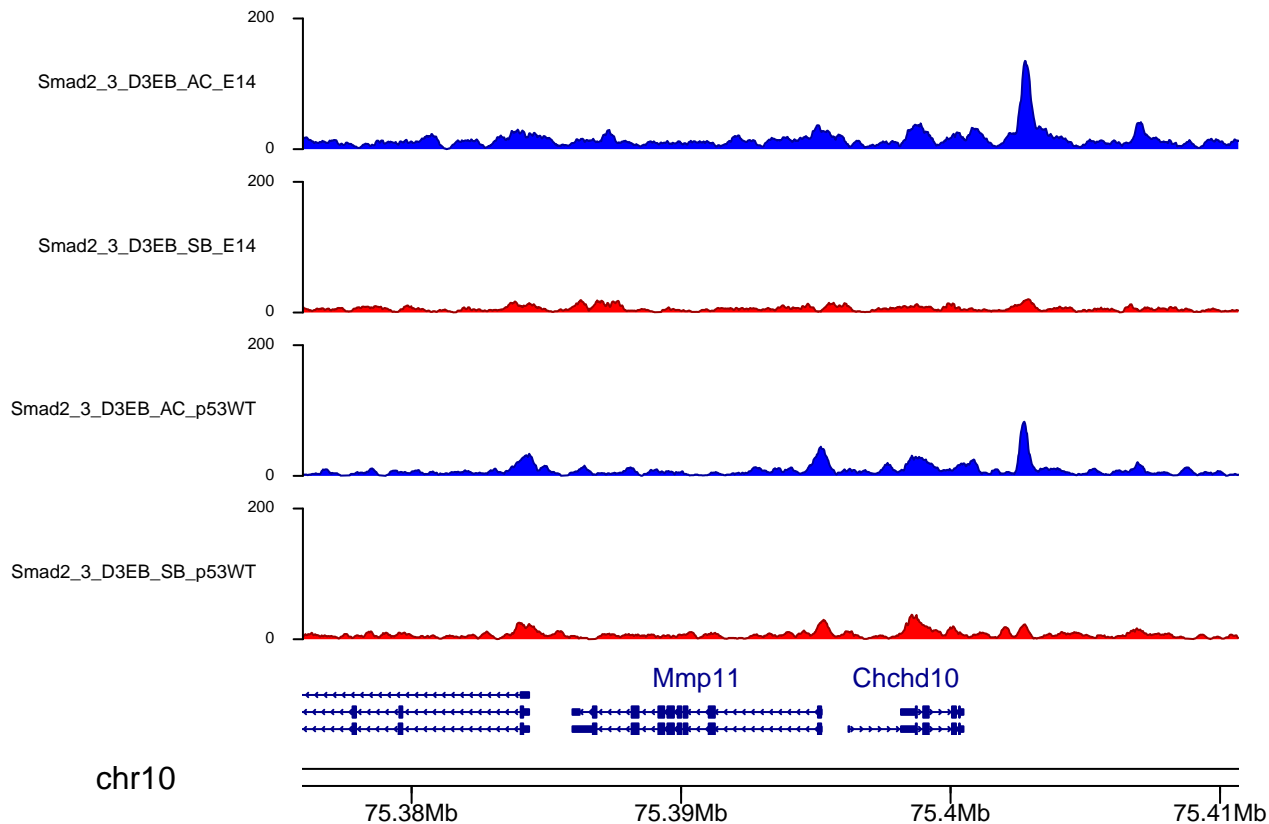 200
Smad2_3_D3EB_AC_E14
0
200
Smad2_3_D3EB_SB_E14
0
200
Smad2_3_D3EB_AC_p53WT
0
200
Smad2_3_D3EB_SB_p53WT
0
Mmp11 Chchd10
chr10
75.38Mb 75.39Mb 75.4Mb 75.41Mb